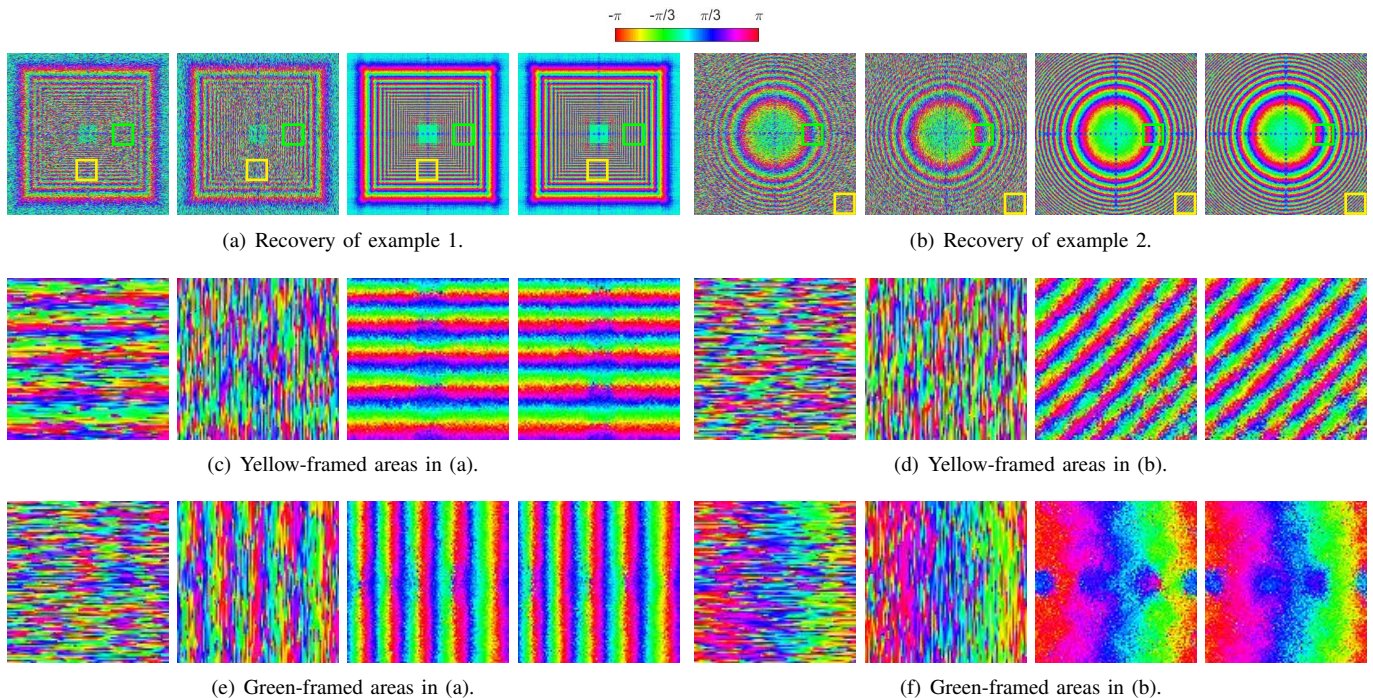 -π -π/3 π/3 π
(a) Recovery of example 1.
(b) Recovery of example 2.
(c) Yellow-framed areas in (a).
(d) Yellow-framed areas in (b).
(e) Green-framed areas in (a).
(f) Green-framed areas in (b).